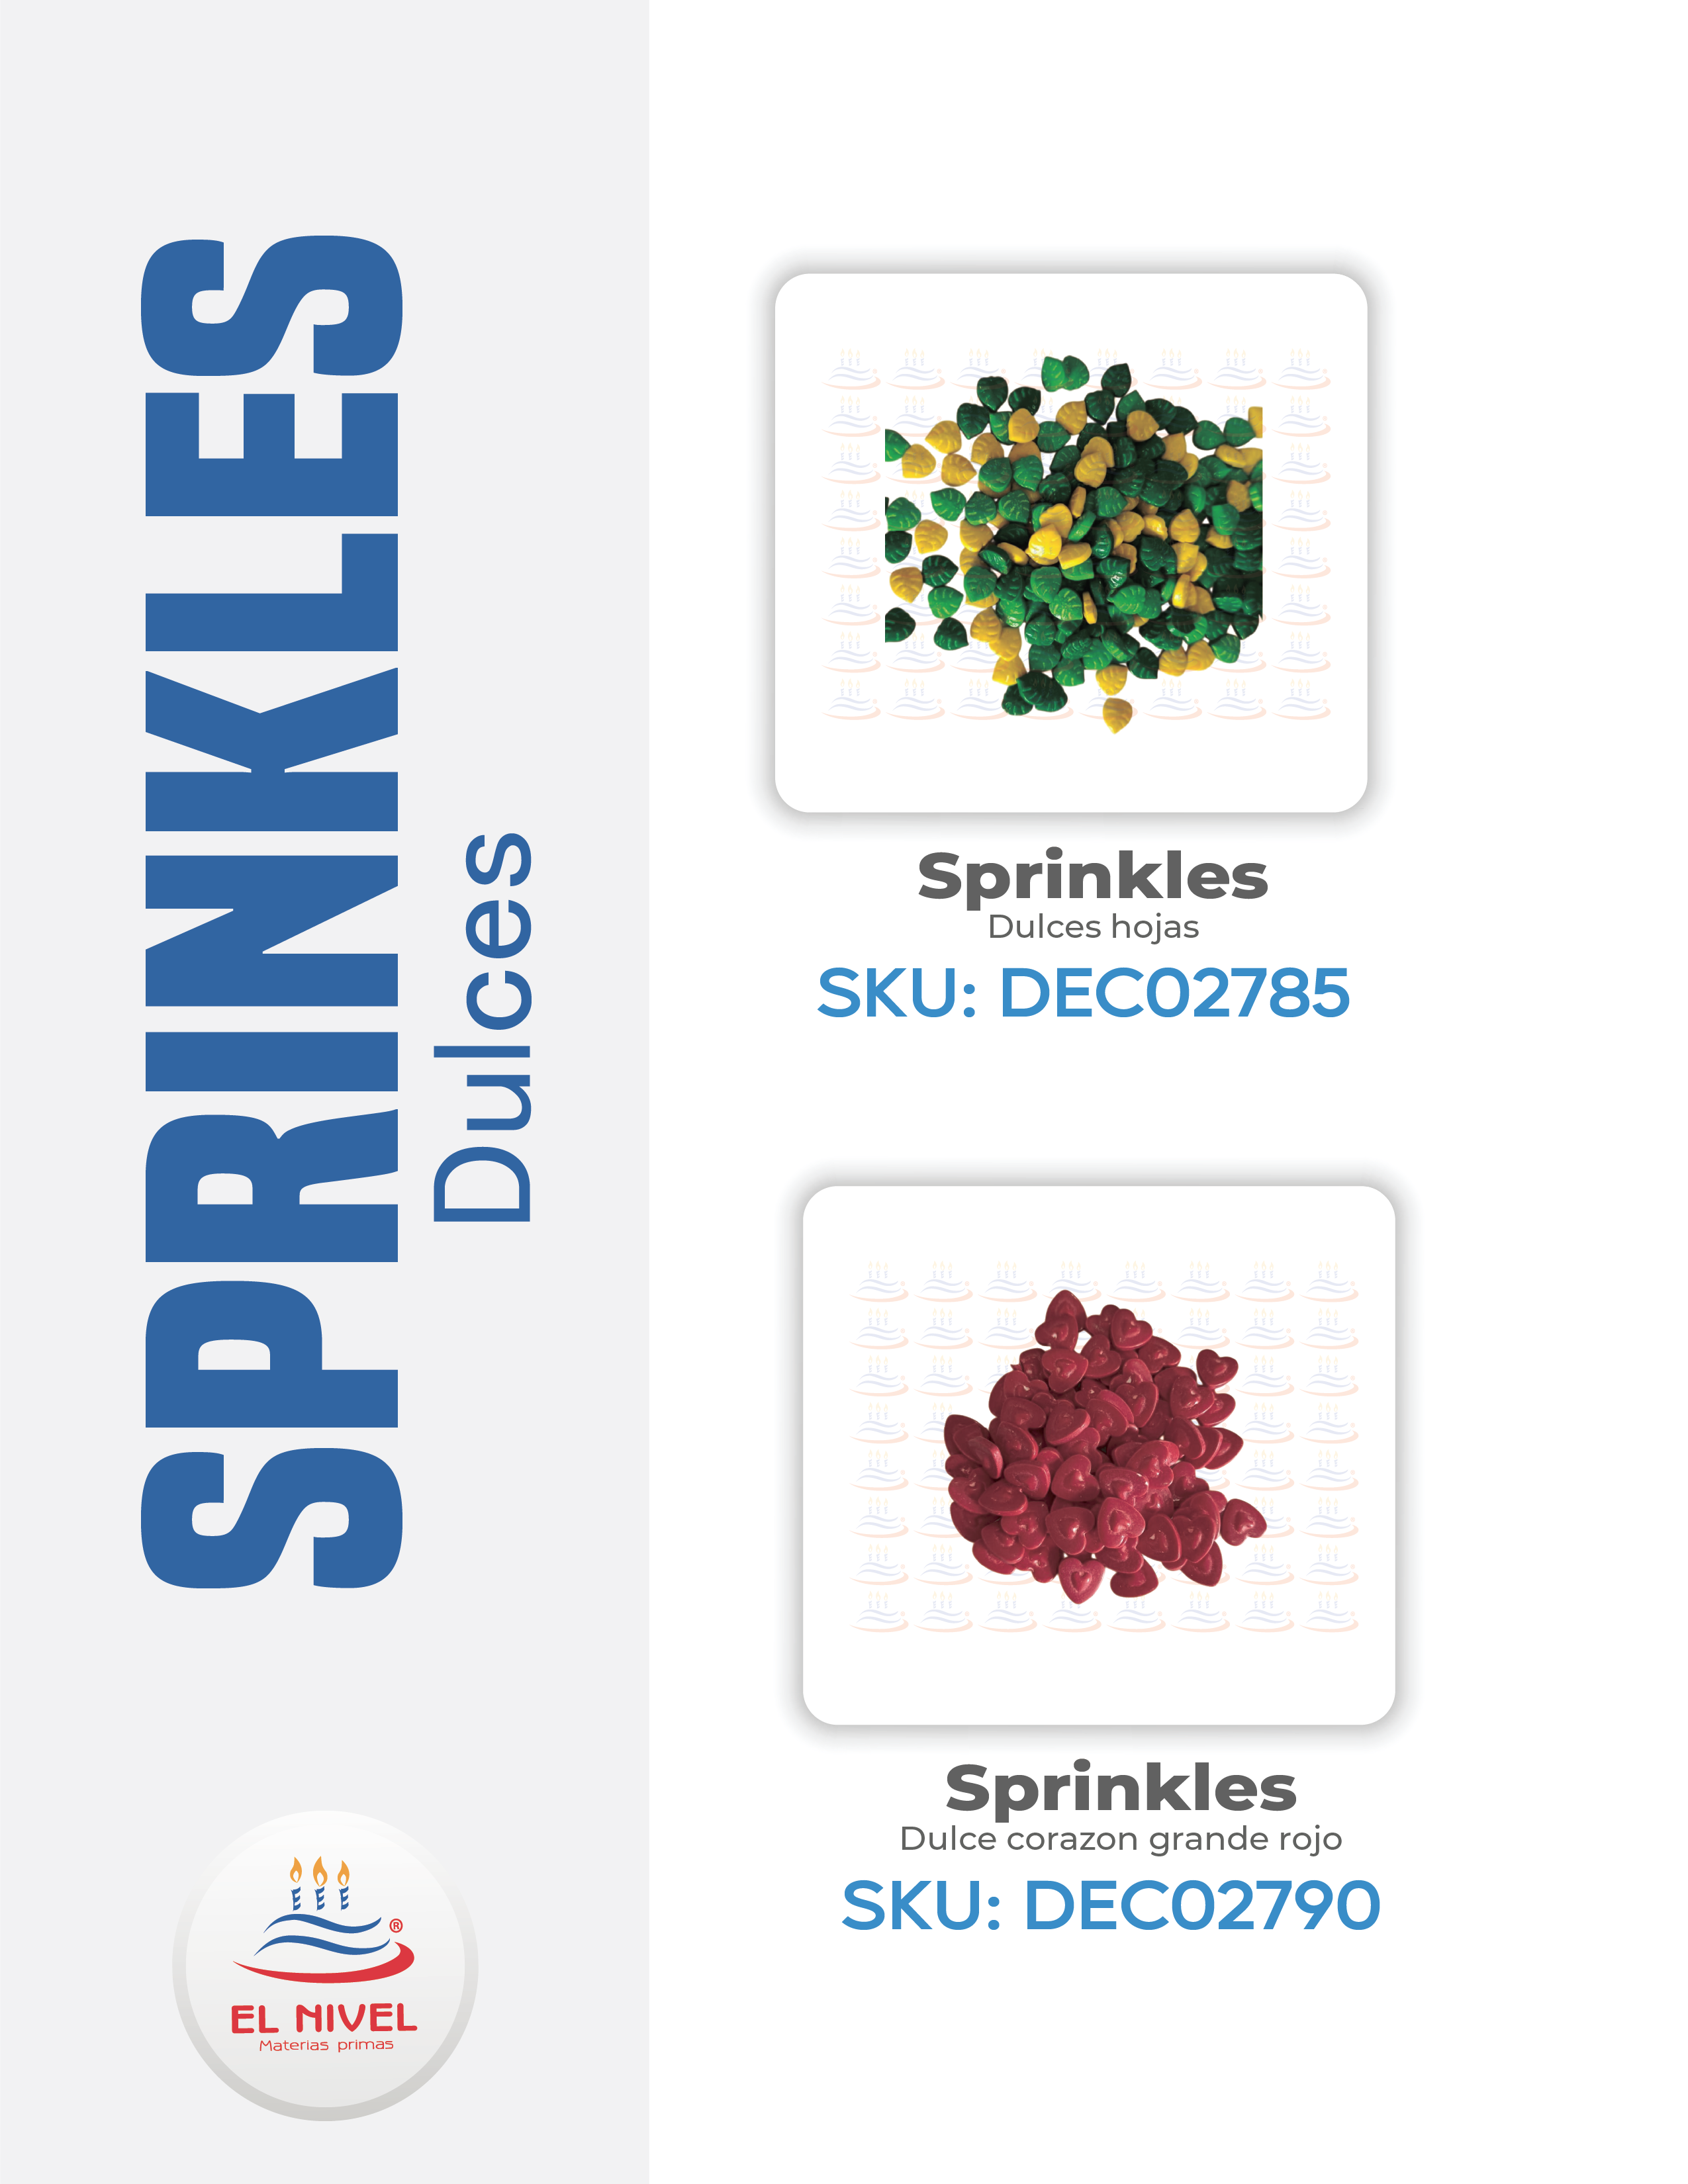 SPRINKLES
Dulces
Sprinkles
Dulces hojas
SKU: DEC02785
Sprinkles
Dulce corazon grande rojo
SKU: DEC02790
®
EL NIVEL
Materias primas